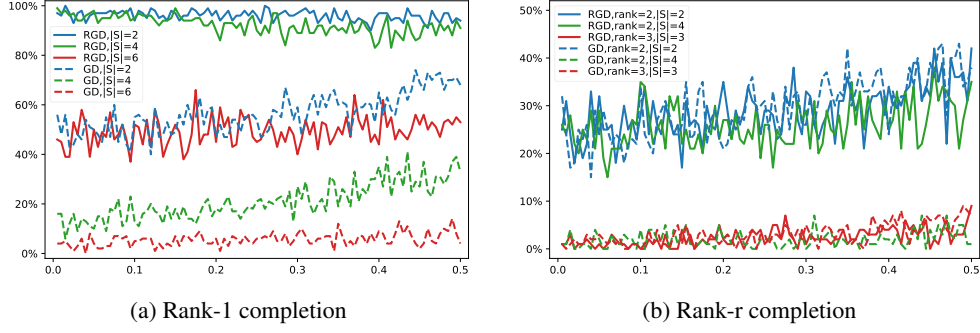 100%
80%
60%
40%
20%
0%
RGD,|S|=2
RGD,|S|=4
RGD,|S|=6
GD,|S|=2
GD,|S|=4
GD,|S|=6
0.0 0.1 0.2 0.3 0.4 0.5
(a) Rank-1 completion
50%
40%
30%
20%
10%
0%
RGD,rank=2,|S|=2
RGD,rank=2,|S|=4
RGD,rank=3,|S|=3
GD,rank=2,|S|=2
GD,rank=2,|S|=4
GD,rank=3,|S|=3
0.0 0.1 0.2 0.3 0.4 0.5
(b) Rank-r completion